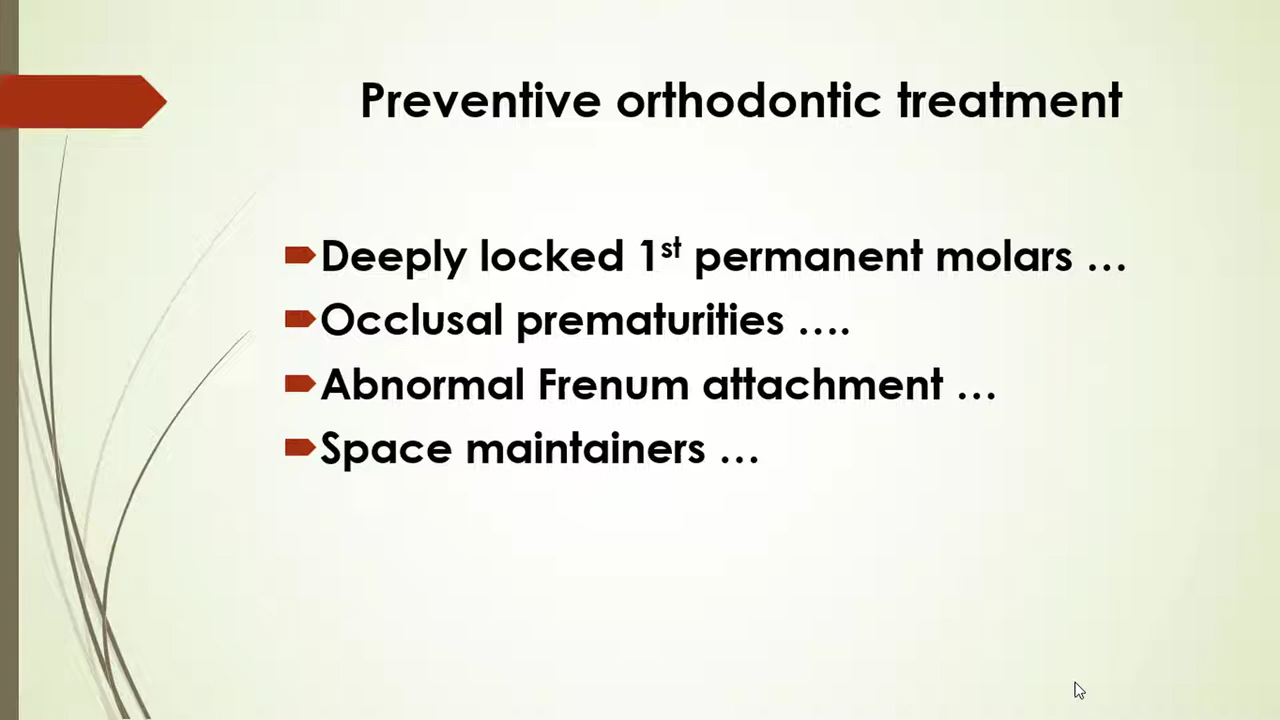 Preventive orthodontic treatment
Deeply locked 1st permanent molars …
Occlusal prematurities ….
Abnormal Frenum attachment …
Space maintainers …